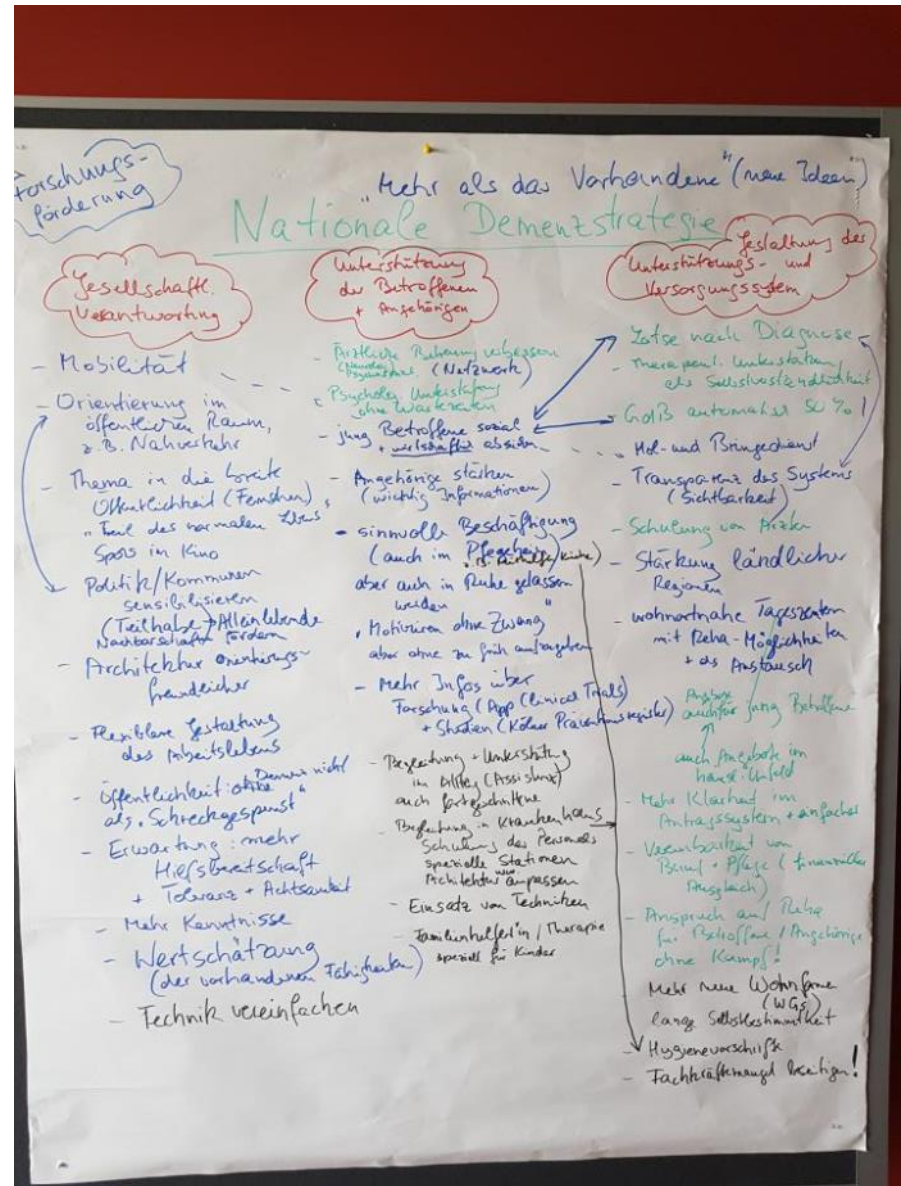 Forschungs-
förderung
"Mehr als das Vorhandene" (neue Ideen)
Nationale Demenzstrategie
Gesellschaftl.
Verantwortung
- Mobilität
- Orientierung im
öffentlichen Raum,
z.B. Nahverkehr
- Thema in die breite
Öffentlichkeit (Fernsehen)
"Teil des normalen Lebens"
Spots im Kino
- Politik/Kommunen
sensibilisieren
(Teilhabe) Alleinlebende
Nachbarschaften fördern
- Architektur orientierungs-
freundlicher
- Flexiblere Gestaltung
des Arbeitslebens
- Öffentlichkeit: Demenz nicht
als "Schreckgespenst"
- Erwartung: mehr
Hilfsbereitschaft
+ Toleranz + Achtsamkeit
- Mehr Kenntnisse
- Wertschätzung
(der vorhandenen Fähigkeiten)
- Technik vereinfachen
Unterstützung
der Betroffenen
+ Angehörigen
- Ärztliche Betreuung verbessern
(Netzwerk)
- Psycholog. Unterstützung
ohne Wartezeiten
- jung Betroffene sozial
+ wirtschaftl. absichern
- Angehörige stärken
(wichtig Informationen)
- sinnvolle Beschäftigung
(auch im Pflegeheim)
aber auch in Ruhe gelassen
werden
"Motivieren ohne Zwang"
aber ohne zu früh aufzugeben
- Mehr Infos über
Forschung (App Clinical Trials)
+ Studien (Kölner Präventionsregister)
- Begleitung + Unterstützung
im Alltag (Assistenz)
auch fortgeschrittene
- Begleitung in Krankenhaus
Schulung des Personals
spezielle Stationen
Architektur anpassen
- Einsatz von Techniken
- Familienhelfer/in / Therapie
speziell für Kinder
Gestaltung des
Unterstützungs- und
Versorgungssystem
- Lotse nach Diagnose
- Therapeut. Unterstützung
als Selbstverständlichkeit
- GdB automatisch 50 %!
- Hol- und Bringedienst
- Transparenz des Systems
(Sichtbarkeit)
- Schulung von Ärzten
- Stärkung ländlicher
Regionen
- wohnortnahe Tageszentren
mit Reha-Möglichkeiten
+ als Austausch
auch für jung Betroffene
auch Angebote im
häusl. Umfeld
- Mehr Klarheit im
Antragssystem + einfacher
- Vereinbarkeit von
Beruf + Pflege (finanzieller
Ausgleich)
- Anspruch auf Reha
für Betroffene / Angehörige
ohne Kampf!
- Mehr neue Wohnformen
(WGs)
lange Selbstbestimmtheit
- Hygienevorschrift
- Fachkräftemangel beseitigen!